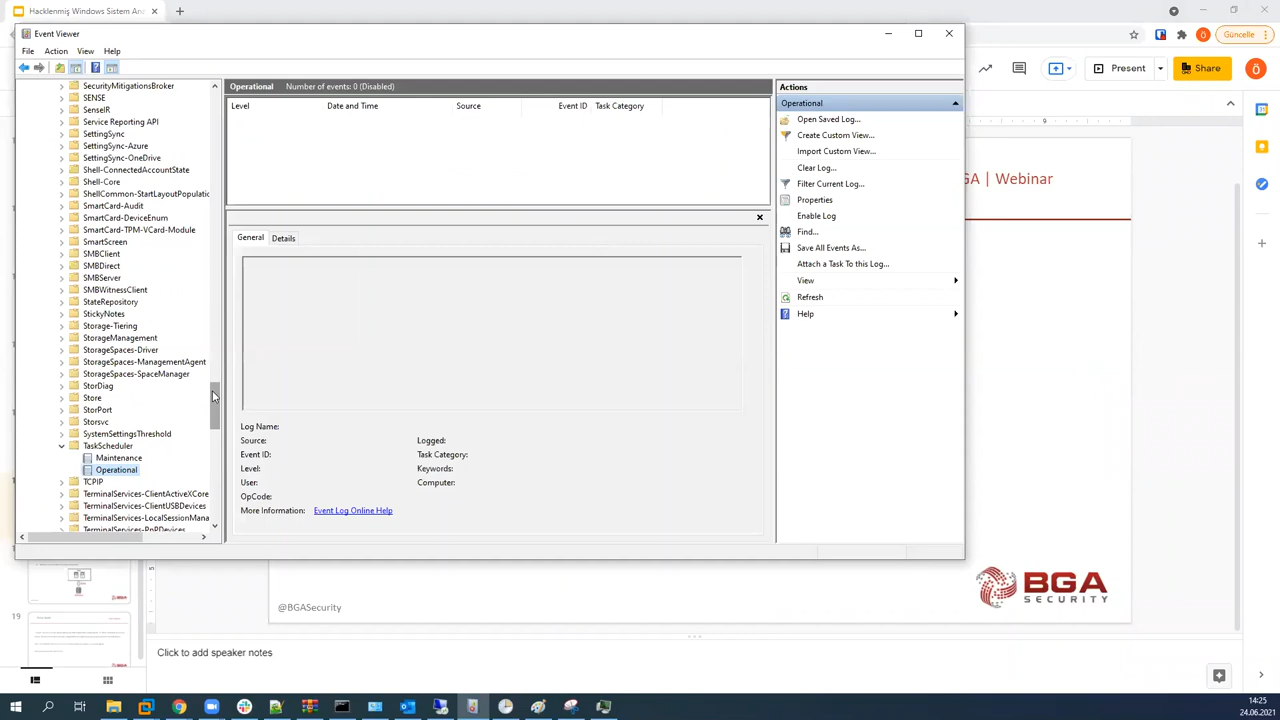 Hacklenmiş Windows Sistem Ana
Güncelle
Event Viewer
File Action View Help
Present
Share
SecurityMitigationsBroker
SENSE
SenseIR
Service Reporting API
SettingSync
SettingSync-Azure
SettingSync-OneDrive
Shell-ConnectedAccountState
Shell-Core
ShellCommon-StartLayoutPopulatio
SmartCard-Audit
SmartCard-DeviceEnum
SmartCard-TPM-VCard-Module
SmartScreen
SMBClient
SMBDirect
SMBServer
SMBWitnessClient
StateRepository
StickyNotes
Storage-Tiering
StorageManagement
StorageSpaces-Driver
StorageSpaces-ManagementAgent
StorageSpaces-SpaceManager
StorDiag
Store
StorPort
Storsvc
SystemSettingsThreshold
TaskScheduler
Maintenance
Operational
TCPIP
TerminalServices-ClientActiveXCore
TerminalServices-ClientUSBDevices
TerminalServices-LocalSessionMana
TerminalServices-PnPDevices
Operational Number of events: 0 (Disabled)
Level Date and Time Source Event ID Task Category
General Details
Log Name:
Source: Logged:
Event ID: Task Category:
Level: Keywords:
User: Computer:
OpCode:
More Information: Event Log Online Help
Actions
Operational
Open Saved Log...
Create Custom View...
Import Custom View...
Clear Log...
Filter Current Log...
Properties
Enable Log
Find...
Save All Events As...
Attach a Task To this Log...
View
Refresh
Help
9
GA | Webinar
BGA
SECURITY
@BGASecurity
19
Click to add speaker notes
14:25
24.06.2021